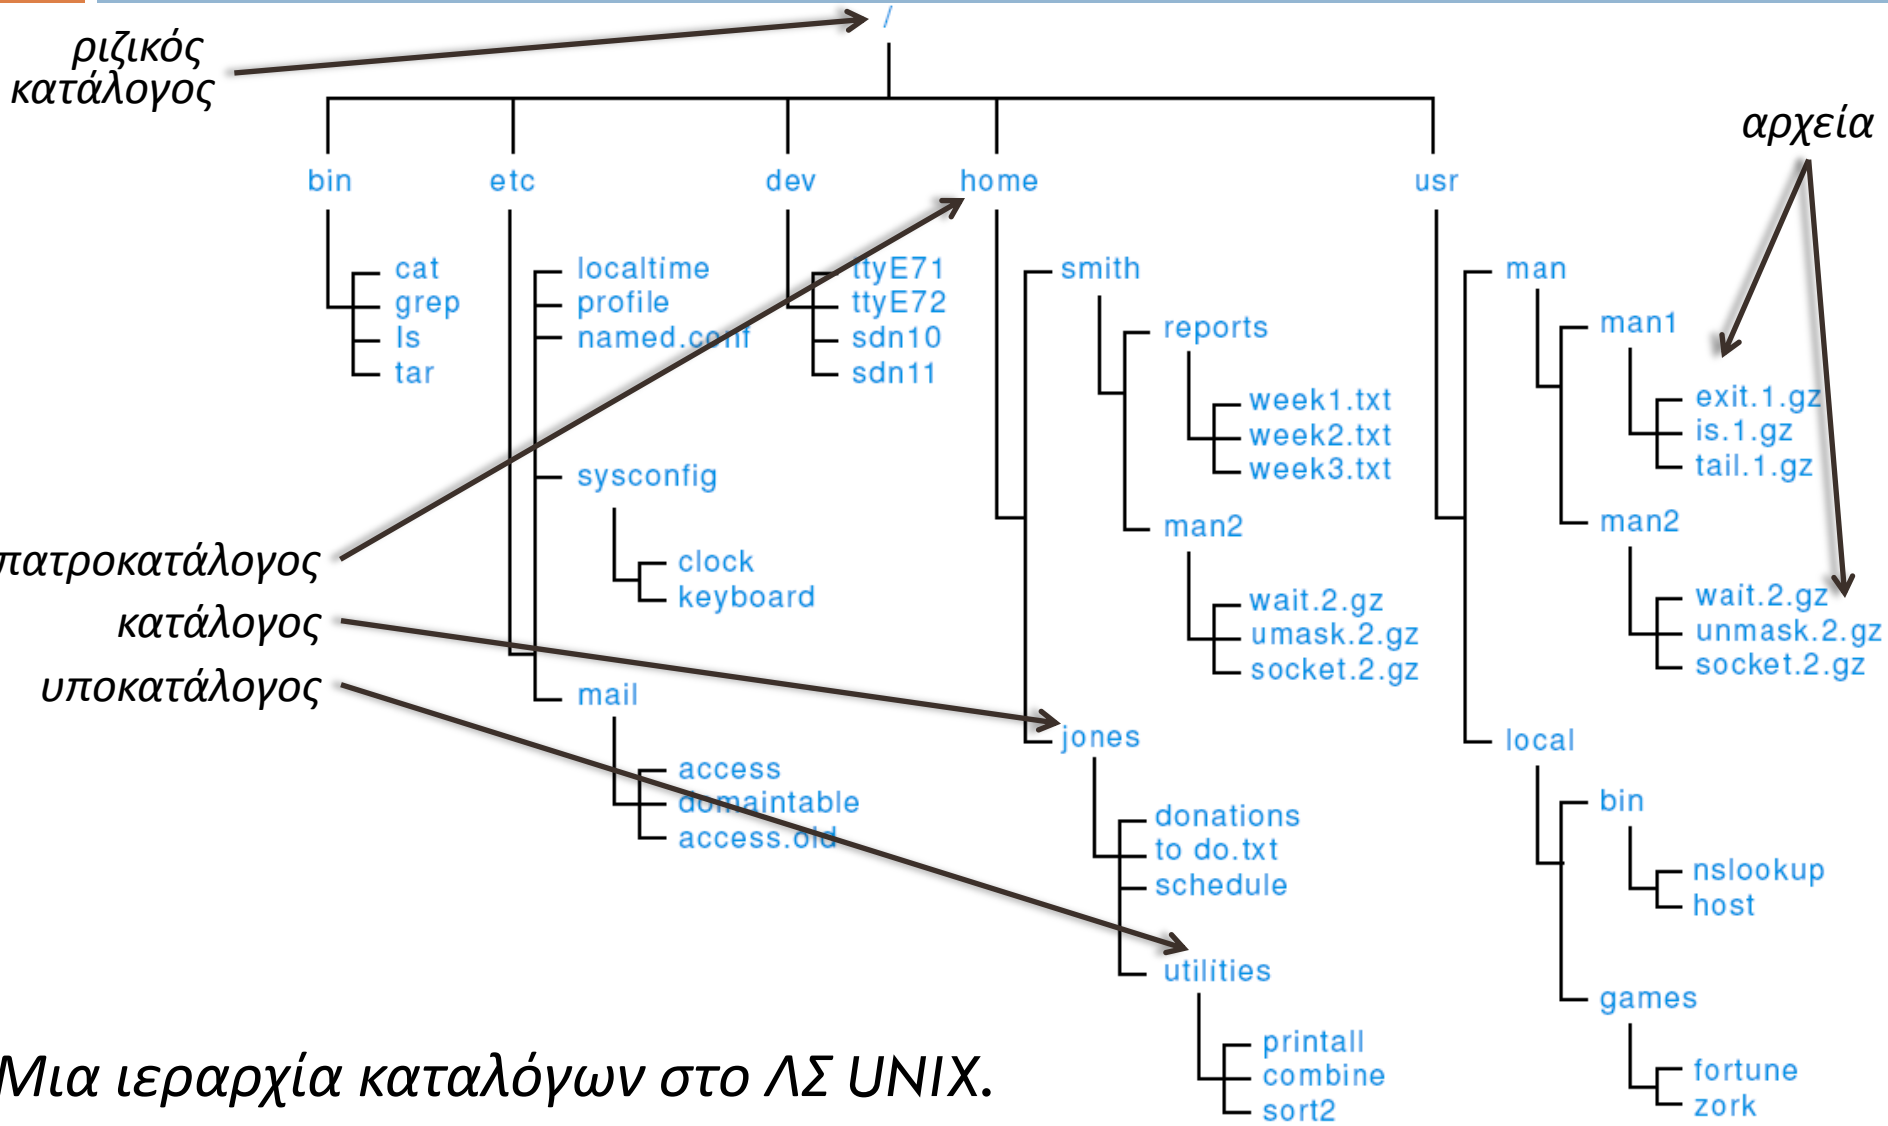 /
ριζικός
κατάλογος
αρχεία
bin
etc
dev
home
usr
cat
grep
ls
tar
localtime
profile
named.conf
sysconfig
clock
keyboard
mail
access
domaintable
access.old
ttyE71
ttyE72
sdn10
sdn11
smith
reports
week1.txt
week2.txt
week3.txt
man2
wait.2.gz
umask.2.gz
socket.2.gz
jones
donations
to do.txt
schedule
utilities
printall
combine
sort2
man
man1
exit.1.gz
is.1.gz
tail.1.gz
man2
wait.2.gz
unmask.2.gz
socket.2.gz
local
bin
nslookup
host
games
fortune
zork
πατροκατάλογος
κατάλογος
υποκατάλογος
Μια ιεραρχία καταλόγων στο ΛΣ UNIX.